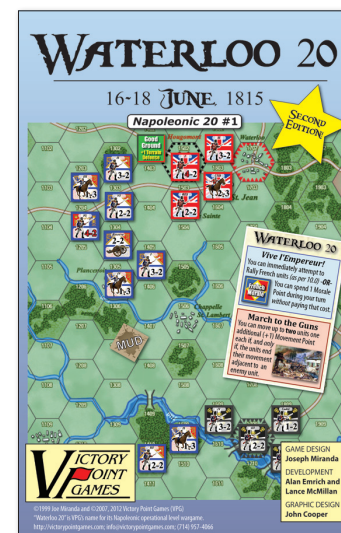 WATERLOO 20
16-18 JUNE 1815
Napoleonic 20 #1
SECOND
EDITION!
Good
Ground
Hougomont
Waterloo
St. Jean
Sainte
Plancenoit
Chappelle
St. Lambert
MUD
WATERLOO 20
Vive l'Empereur!
You can immediately attempt to
Rally French units (as per 10.0) -OR-
You can spend 1 Morale
Point during your turn
without paying that cost.
March to the Guns
You can move up to two units one
additional (+1) Movement Point
each if, and only
if, the units end
their movement
adjacent to an
enemy unit.
VICTORY
POINT
GAMES
GAME DESIGN
Joseph Miranda
DEVELOPMENT
Alan Emrich and
Lance McMillan
GRAPHIC DESIGN
John Cooper
©1999 Joe Miranda and ©2007, 2012 Victory Point Games (VPG)
"Waterloo 20" is VPG's name for its Napoleonic operational level wargame.
http://victorypointgames.com; info@victorypointgames.com; (714) 957-4066